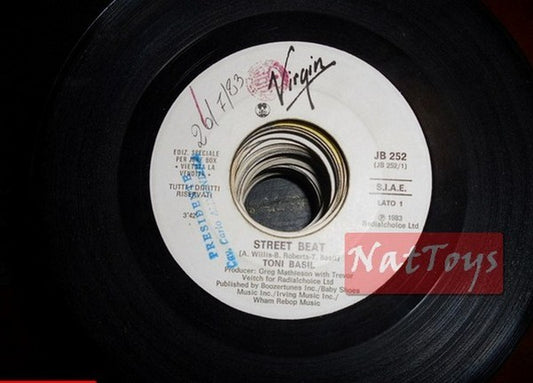 Virgin
26/7/83
EDIZ. SPECIALE
PER
BOX
VIETATA LA
VENDITA
TUTTI I DIRITTI
RISERVATI
3'42
PRESIDENTE
JB 252
(JB 252/1)
S.I.A.E.
LATO 1
℗ 1983
Radialchoice Ltd
STREET BEAT
[A. Willis-B. Roberts-T. Basil]
TONI BASIL
Producer: Greg Mathieson with Trevor
Veitch for Radialchoice Ltd
Published by Boozertunes Inc./Baby Shoes
Music Inc./Irving Music Inc./
Wham Rebop Music
NatToys